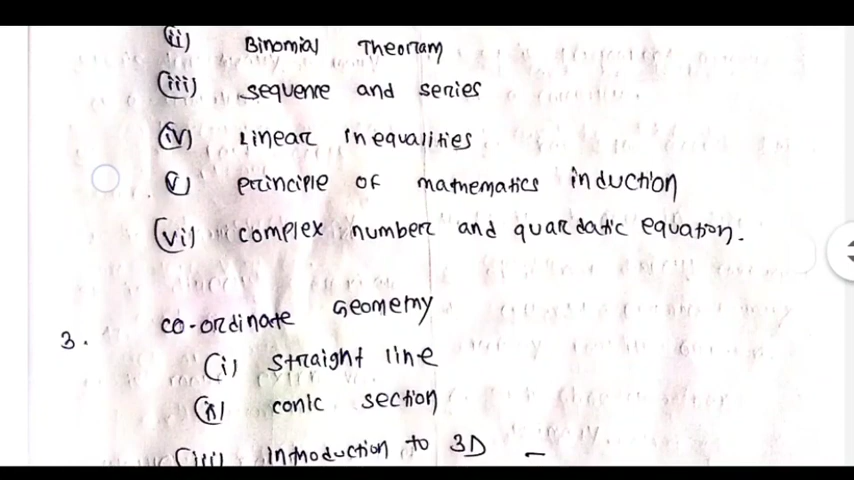 (ii) Binomial Theoram
(iii) sequence and series
(iv) Linear inequalities
(v) principle of mathematics induction
(vi) complex number and quardatic equation.
3. co-ordinate Geometry
(i) straight line
(ii) conic section
(iii) introduction to 3D